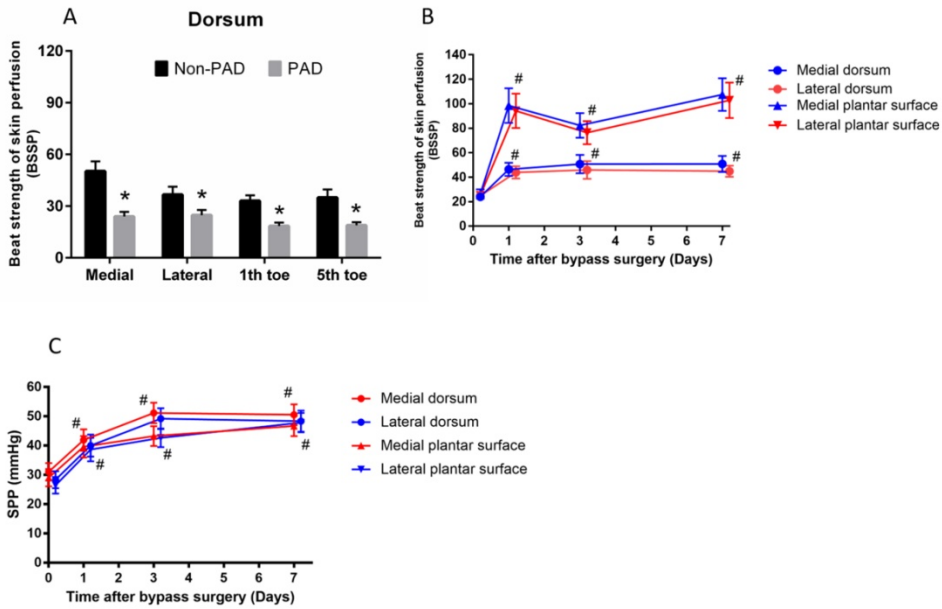 A
Dorsum
Beat strength of skin perfusion
(BSSP)
120
90
60
30
0
Non-PAD
PAD
*
*
*
*
Medial
Lateral
1th toe
5th toe
B
Beat strength of skin perfusion
(BSSP)
140
120
100
80
60
40
20
0
#
#
#
#
#
#
0 1 2 3 4 5 6 7
Time after bypass surgery (Days)
Medial dorsum
Lateral dorsum
Medial plantar surface
Lateral plantar surface
C
SPP (mmHg)
60
50
40
30
20
10
0
#
#
#
#
#
#
0 1 2 3 4 5 6 7
Time after bypass surgery (Days)
Medial dorsum
Lateral dorsum
Medial plantar surface
Lateral plantar surface